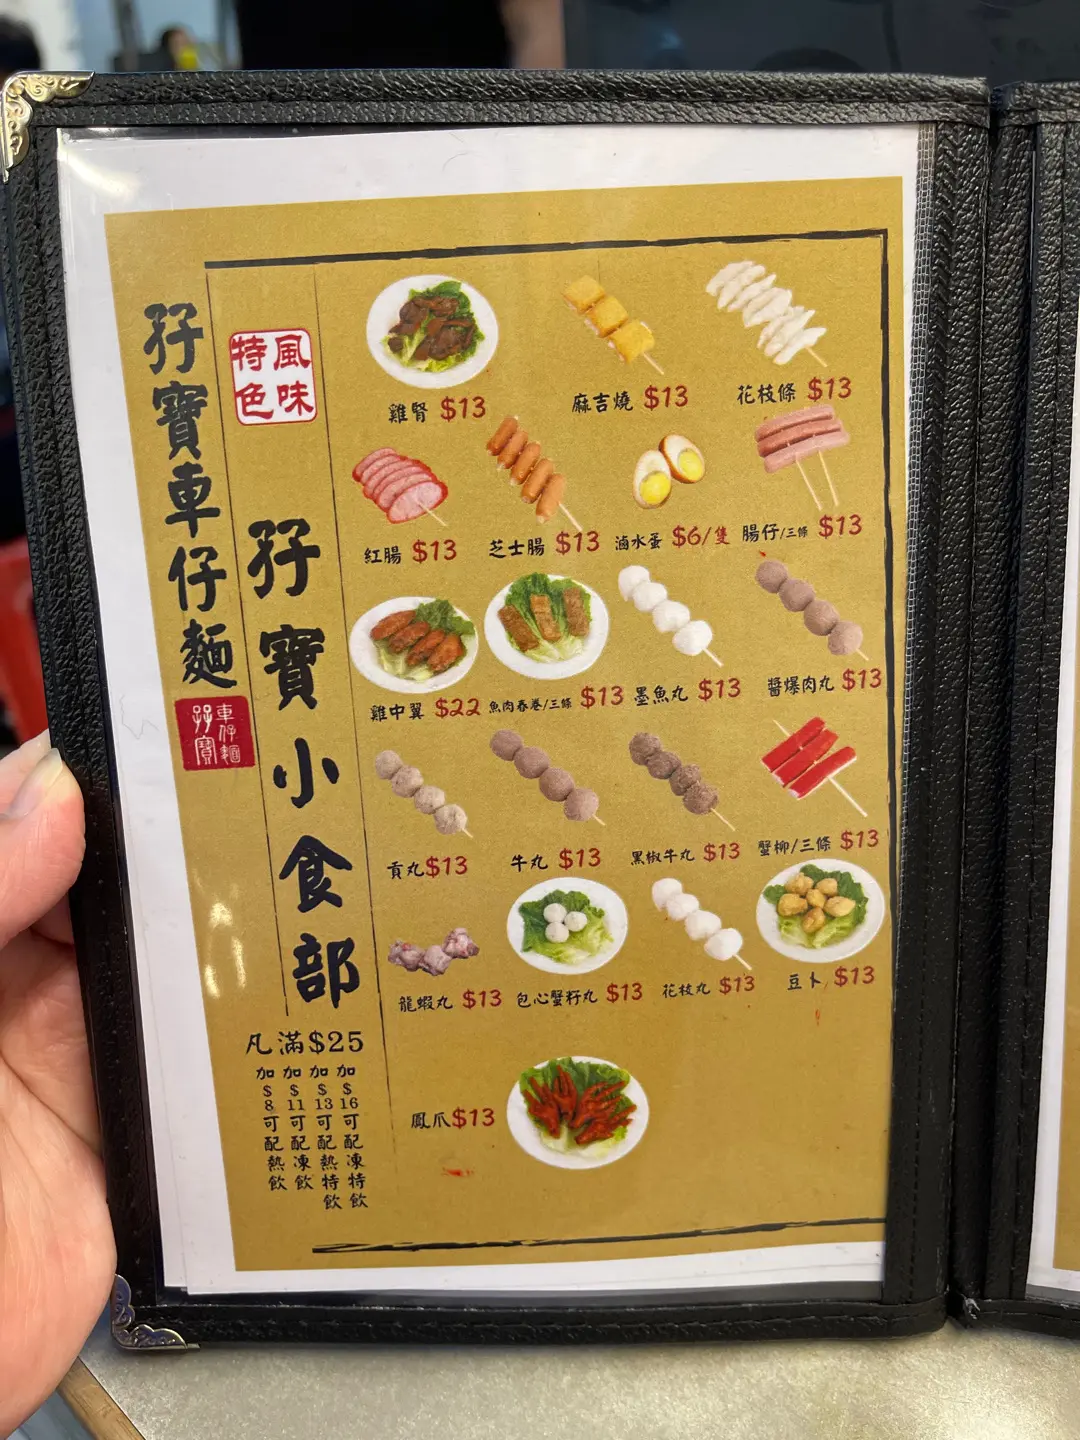 孖寶車仔麵
孖寶
車仔麵
風味
特色
孖寶小食部
雞腎 $13
麻吉燒 $13
花枝條 $13
紅腸 $13
芝士腸 $13
滷水蛋 $6/隻
腸仔/三條 $13
雞中翼 $22
魚肉春卷/三條 $13
墨魚丸 $13
醬爆肉丸 $13
貢丸$13
牛丸 $13
黑椒牛丸 $13
蟹柳/三條 $13
龍蝦丸 $13
包心蟹籽丸 $13
花枝丸 $13
豆卜 $13
鳳爪$13
凡滿$25
加$8可配熱飲
加$11可配凍飲
加$13可配熱特飲
加$16可配凍特飲